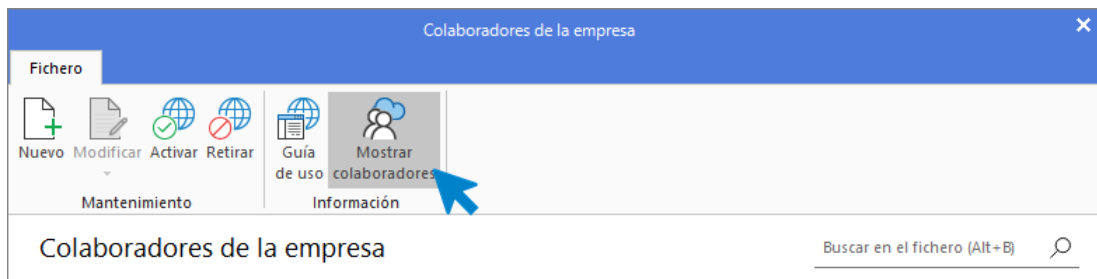 Colaboradores de la empresa
Fichero
Nuevo Modificar Activar Retirar Guía Mostrar
de uso colaboradores
Mantenimiento Información
Colaboradores de la empresa Buscar en el fichero (Alt+B)